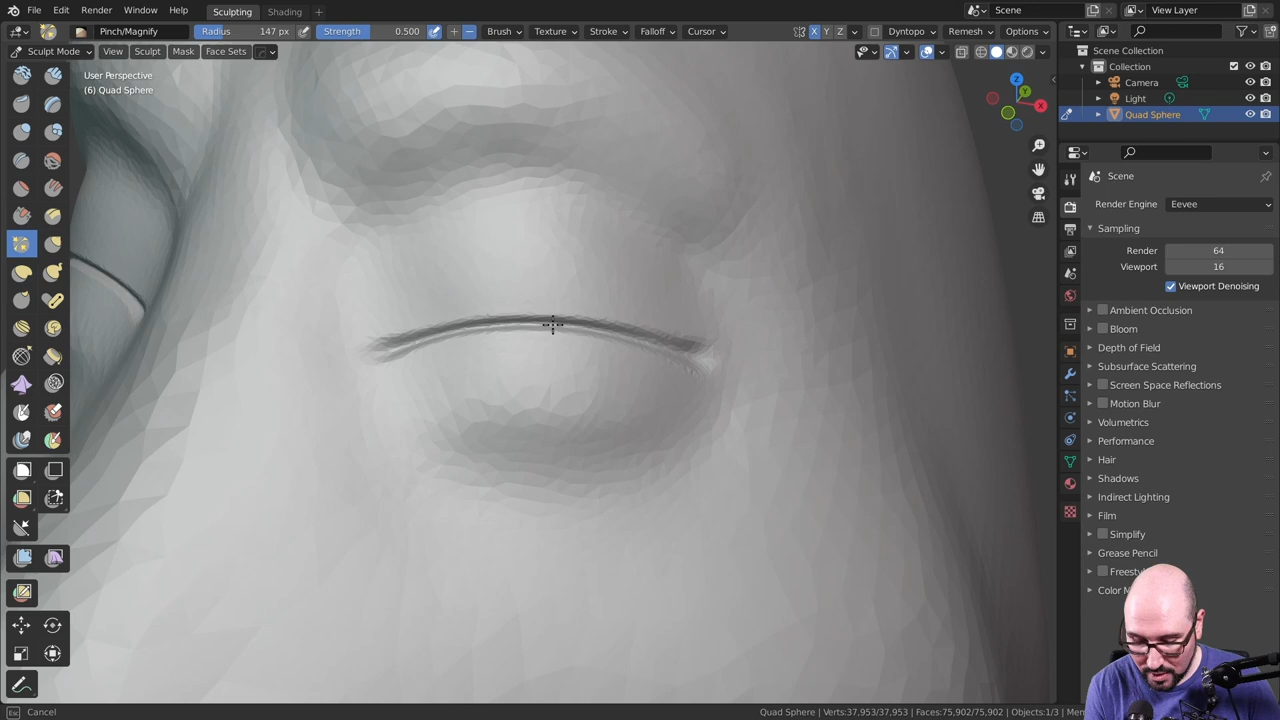 File Edit Render Window Help Sculpting Shading + Scene View Layer
Pinch/Magnify Radius 147 px Strength 0.500 Brush Texture Stroke Falloff Cursor X Y Z Dyntopo Remesh Options
Sculpt Mode View Sculpt Mask Face Sets
User Perspective
(6) Quad Sphere
Z
Y
X
Scene Collection
Collection
Camera
Light
Quad Sphere
Scene
Render Engine Eevee
Sampling
Render 64
Viewport 16
Viewport Denoising
Ambient Occlusion
Bloom
Depth of Field
Subsurface Scattering
Screen Space Reflections
Motion Blur
Volumetrics
Performance
Hair
Shadows
Indirect Lighting
Film
Simplify
Grease Pencil
Esc Cancel
Quad Sphere | Verts:37,953/37,953 | Faces:75,902/75,902 | Objects:1/3 |